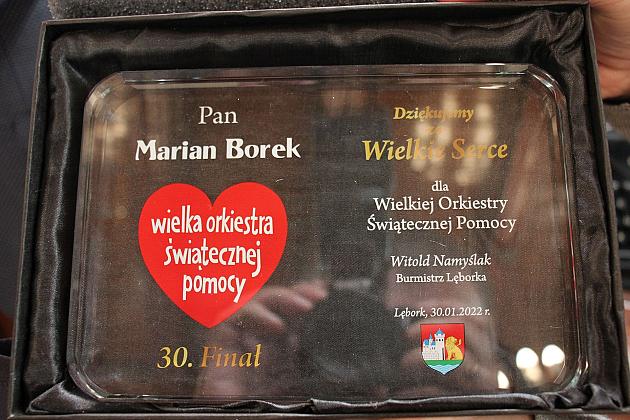 Pan
Marian Borek
wielka orkiestra
świątecznej
pomocy
30. Finał
Dziękujemy
za
Wielkie Serce
dla
Wielkiej Orkiestry
Świątecznej Pomocy
Witold Namyślak
Burmistrz Lęborka
Lębork, 30.01.2022 r.